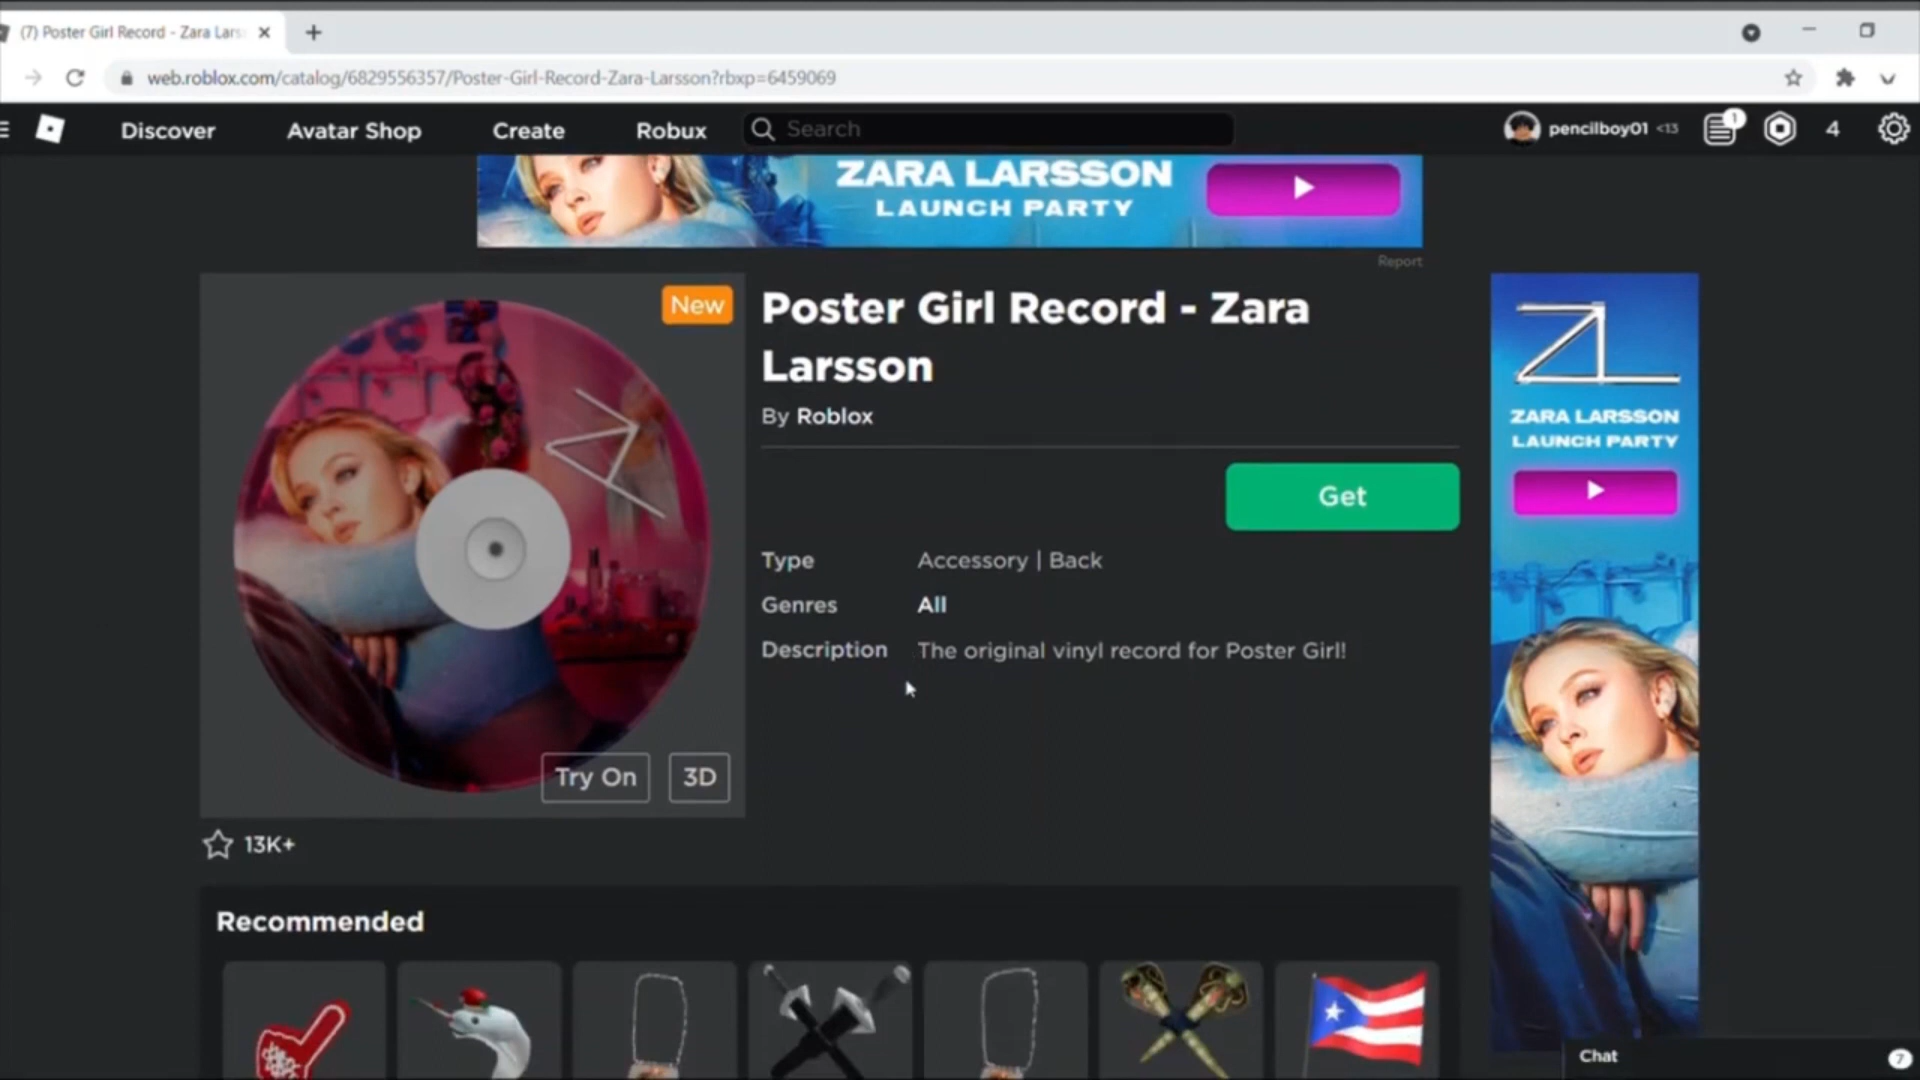 (7) Poster Girl Record - Zara Lars
web.roblox.com/catalog/6829556357/Poster-Girl-Record-Zara-Larsson?rbxp=6459069
Discover Avatar Shop Create Robux Search pencilboy01 <13 1 4
ZARA LARSSON
LAUNCH PARTY
Report
New
Poster Girl Record - Zara
Larsson
By Roblox
Get
Type Accessory | Back
Genres All
Description The original vinyl record for Poster Girl!
Try On 3D
13K+
ZL
ZARA LARSSON
LAUNCH PARTY
Recommended
Chat 7